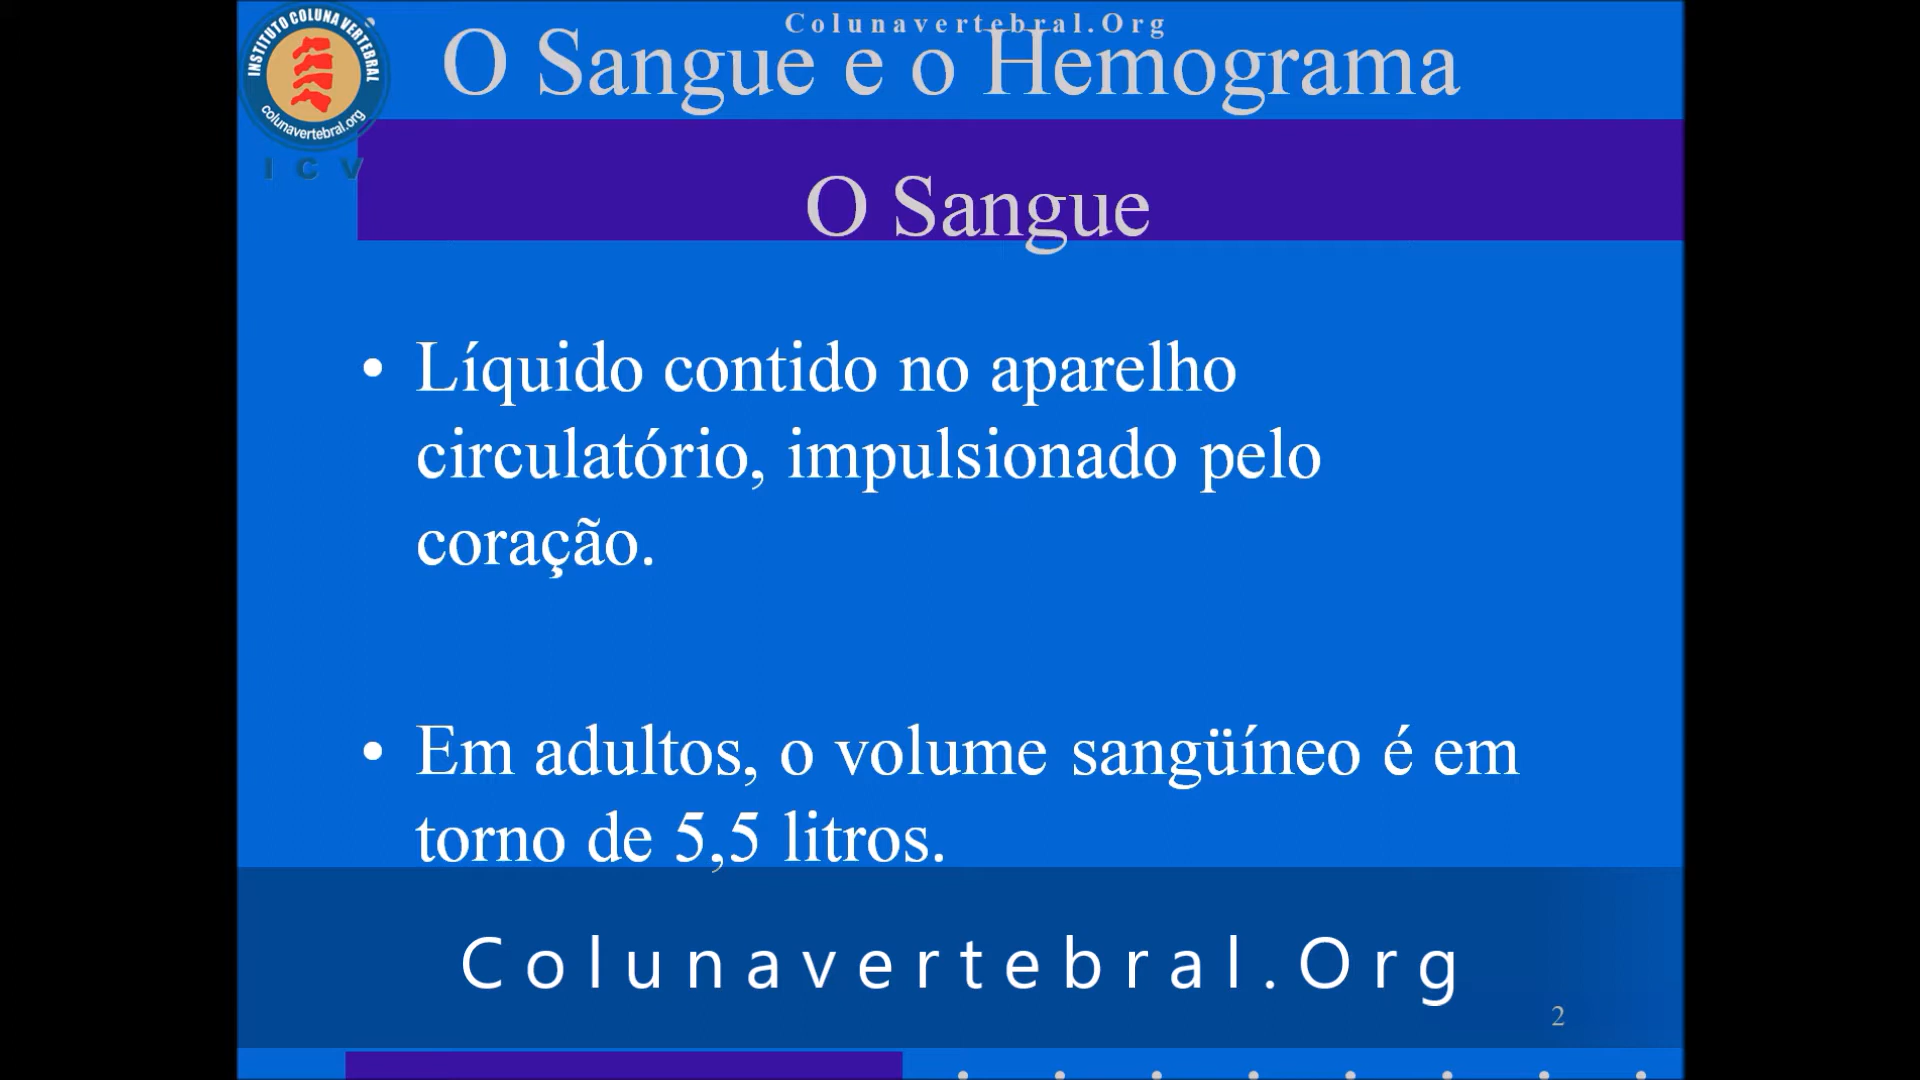 INSTITUTO COLUNA VERTEBRAL
colunavertebral.org
I C V
Colunavertebral.Org
O Sangue e o Hemograma
O Sangue
• Líquido contido no aparelho
circulatório, impulsionado pelo
coração.
• Em adultos, o volume sangüíneo é em
torno de 5,5 litros.
Colunavertebral.Org
2